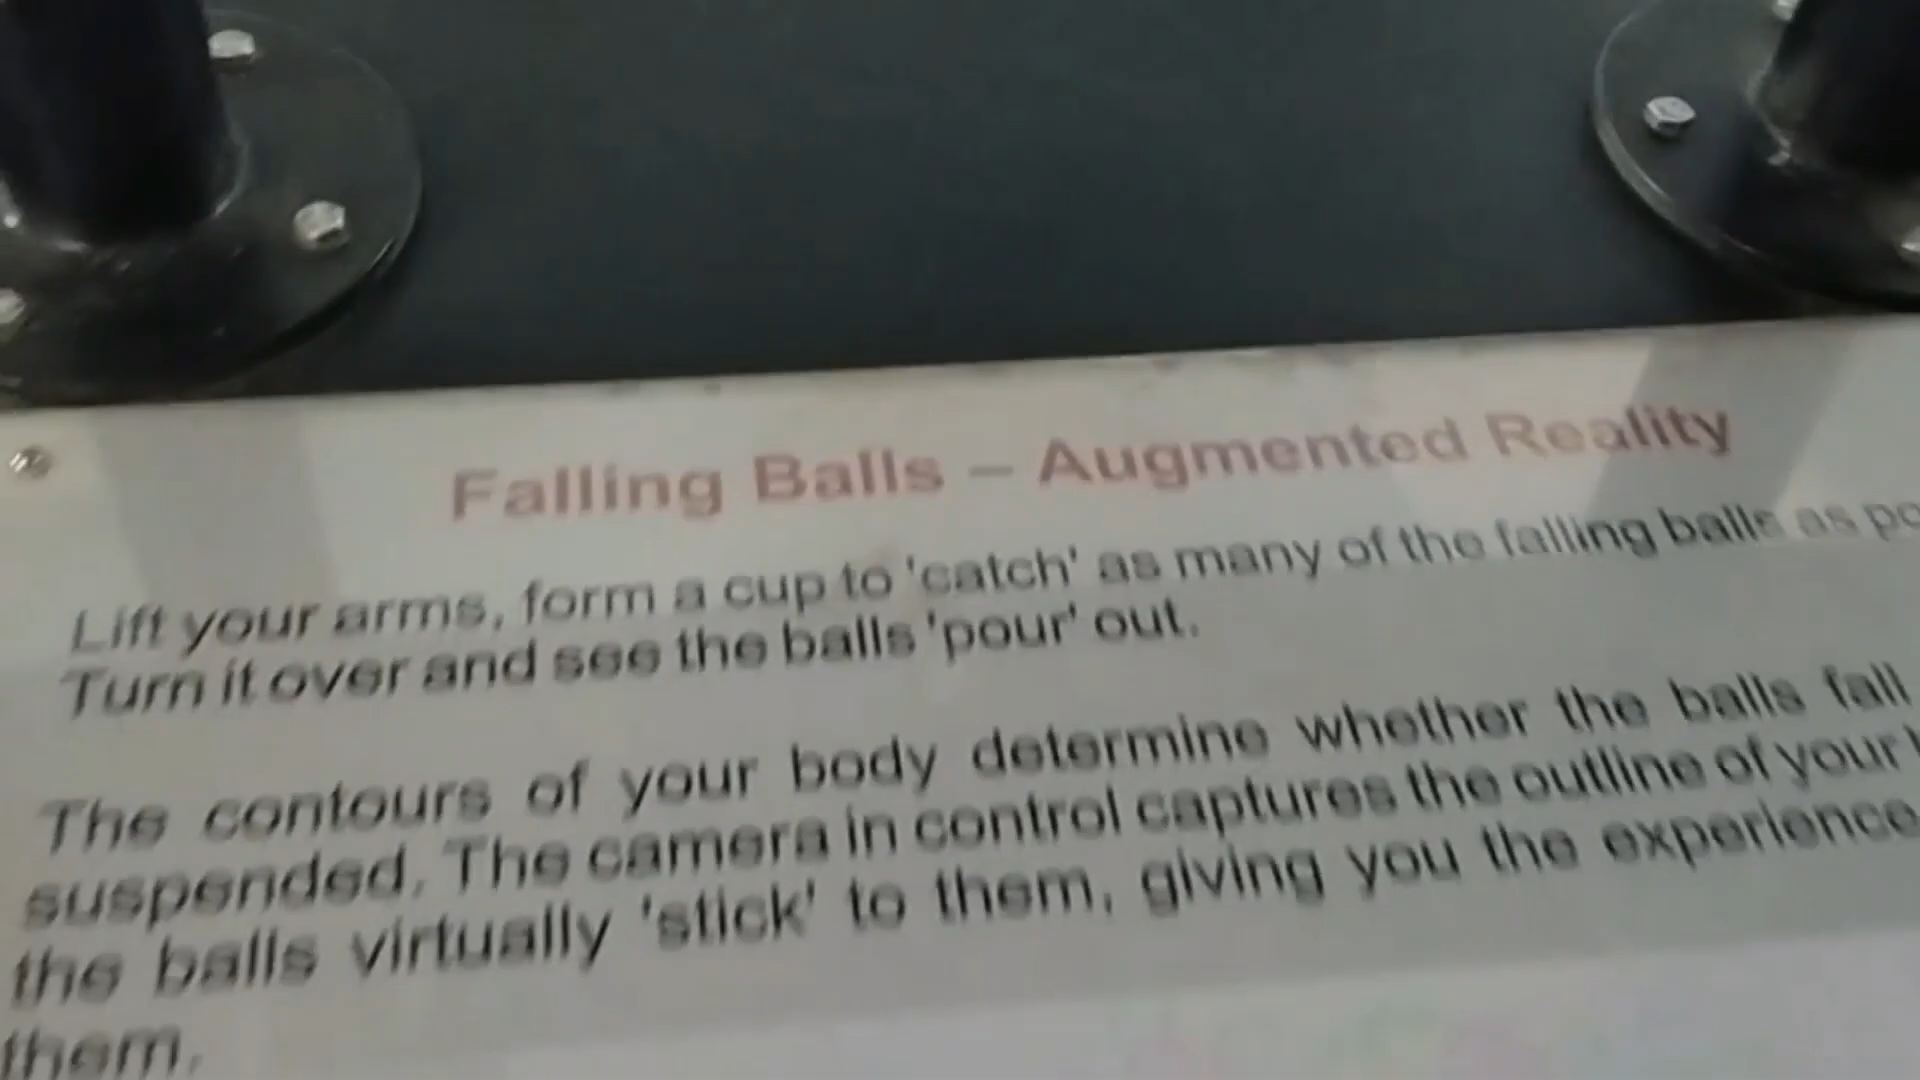 Falling Balls – Augmented Reality
Lift your arms, form a cup to 'catch' as many of the falling balls as
Turn it over and see the balls 'pour' out.
The contours of your body determine whether the balls fall
suspended. The camera in control captures the outline of your
the balls virtually 'stick' to them, giving you the experience
them.